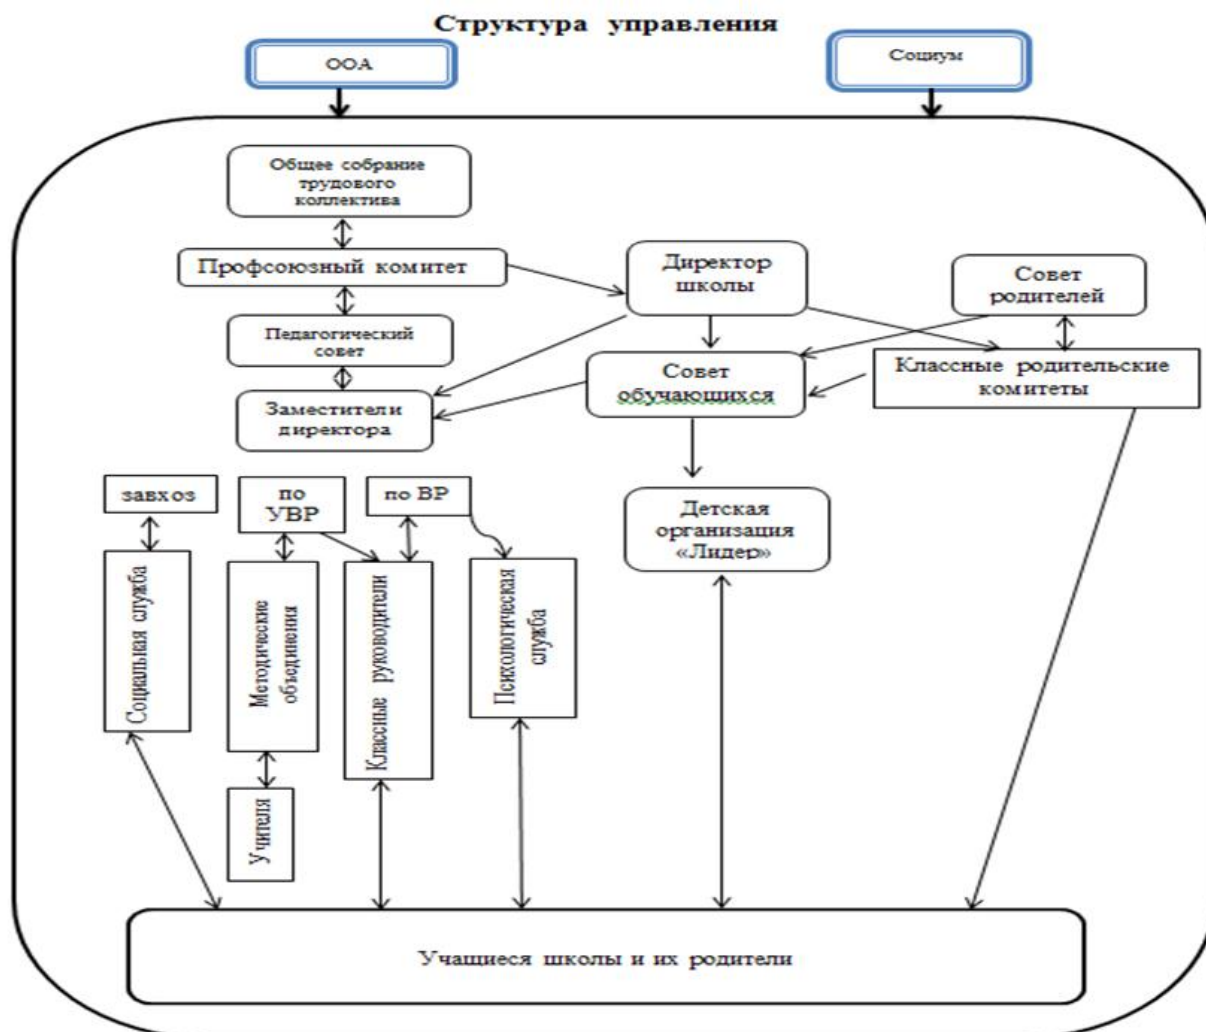 Структура управления
ООА
Социум
Общее собрание
трудового
коллектива
Профсоюзный комитет
Директор
школы
Совет
родителей
Педагогический
совет
Совет
обучающихся
Классные родительские
комитеты
Заместители
директора
завхоз
по
УВР
по ВР
Детская
организация
«Лидер»
Социальная служба
Методические
объединения
Классные руководители
Психологическая
служба
Учителя
Учащиеся школы и их родители